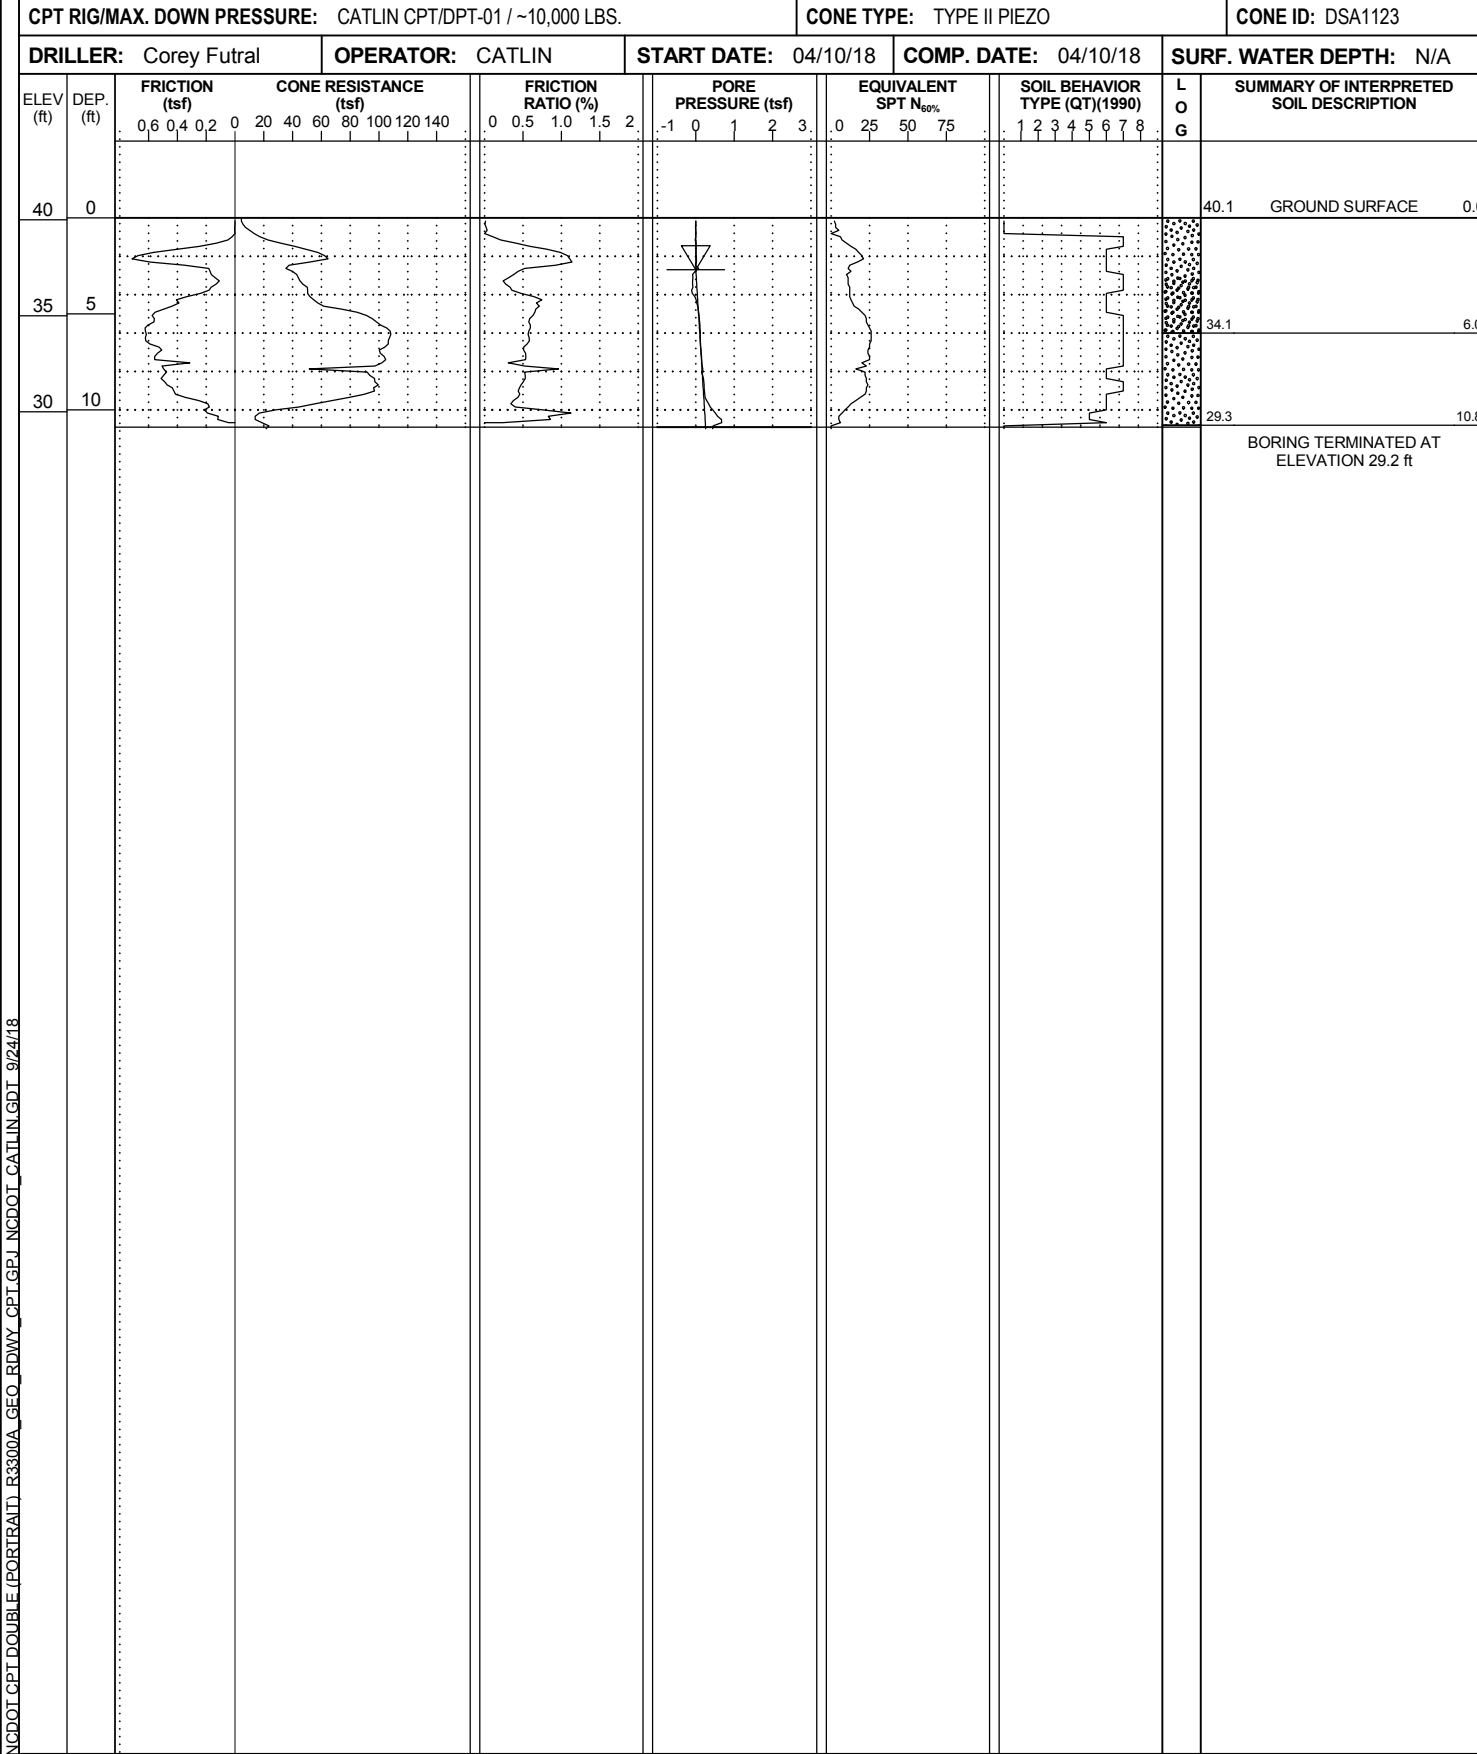 CPT RIG/MAX. DOWN PRESSURE: CATLIN CPT/DPT-01 / ~10,000 LBS. CONE TYPE: TYPE II PIEZO CONE ID: DSA1123
DRILLER: Corey Futral OPERATOR: CATLIN START DATE: 04/10/18 COMP. DATE: 04/10/18 SURF. WATER DEPTH: N/A
ELEV (ft)
DEP. (ft)
FRICTION (tsf)
0.6 0.4 0.2 0
CONE RESISTANCE (tsf)
20 40 60 80 100 120 140
FRICTION RATIO (%)
0 0.5 1.0 1.5 2
PORE PRESSURE (tsf)
-1 0 1 2 3
EQUIVALENT SPT N60%
0 25 50 75
SOIL BEHAVIOR TYPE (QT)(1990)
1 2 3 4 5 6 7 8
L
O
G
SUMMARY OF INTERPRETED SOIL DESCRIPTION
40 0
40.1 GROUND SURFACE
35 5
34.1
30 10
29.3
BORING TERMINATED AT
ELEVATION 29.2 ft
NCDOT CPT DOUBLE (PORTRAIT) R3300A_GEO_RDWY_CPT.GPJ NCDOT_CATLIN.GDT 9/24/18